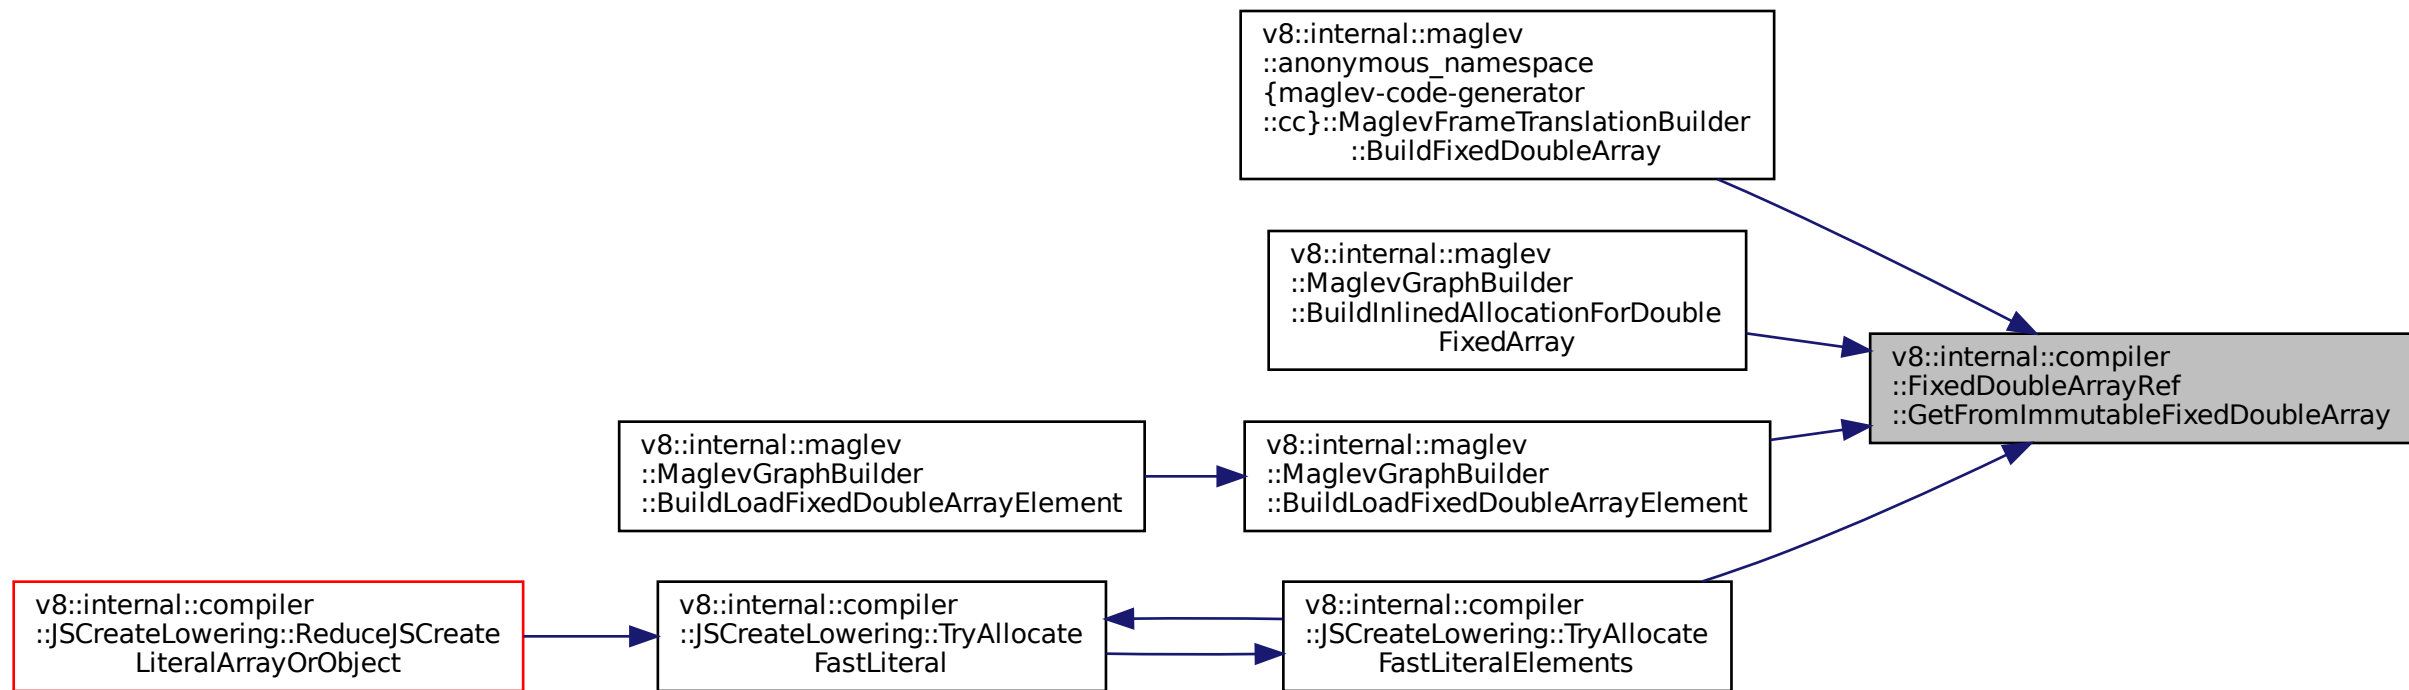 v8::internal::maglev
::anonymous_namespace
{maglev-code-generator
::cc}::MaglevFrameTranslationBuilder
::BuildFixedDoubleArray
v8::internal::maglev
::MaglevGraphBuilder
::BuildInlinedAllocationForDouble
FixedArray
v8::internal::compiler
::FixedDoubleArrayRef
::GetFromImmutableFixedDoubleArray
v8::internal::maglev
::MaglevGraphBuilder
::BuildLoadFixedDoubleArrayElement
v8::internal::maglev
::MaglevGraphBuilder
::BuildLoadFixedDoubleArrayElement
v8::internal::compiler
::JSCreateLowering::ReduceJSCreate
LiteralArrayOrObject
v8::internal::compiler
::JSCreateLowering::TryAllocate
FastLiteral
v8::internal::compiler
::JSCreateLowering::TryAllocate
FastLiteralElements